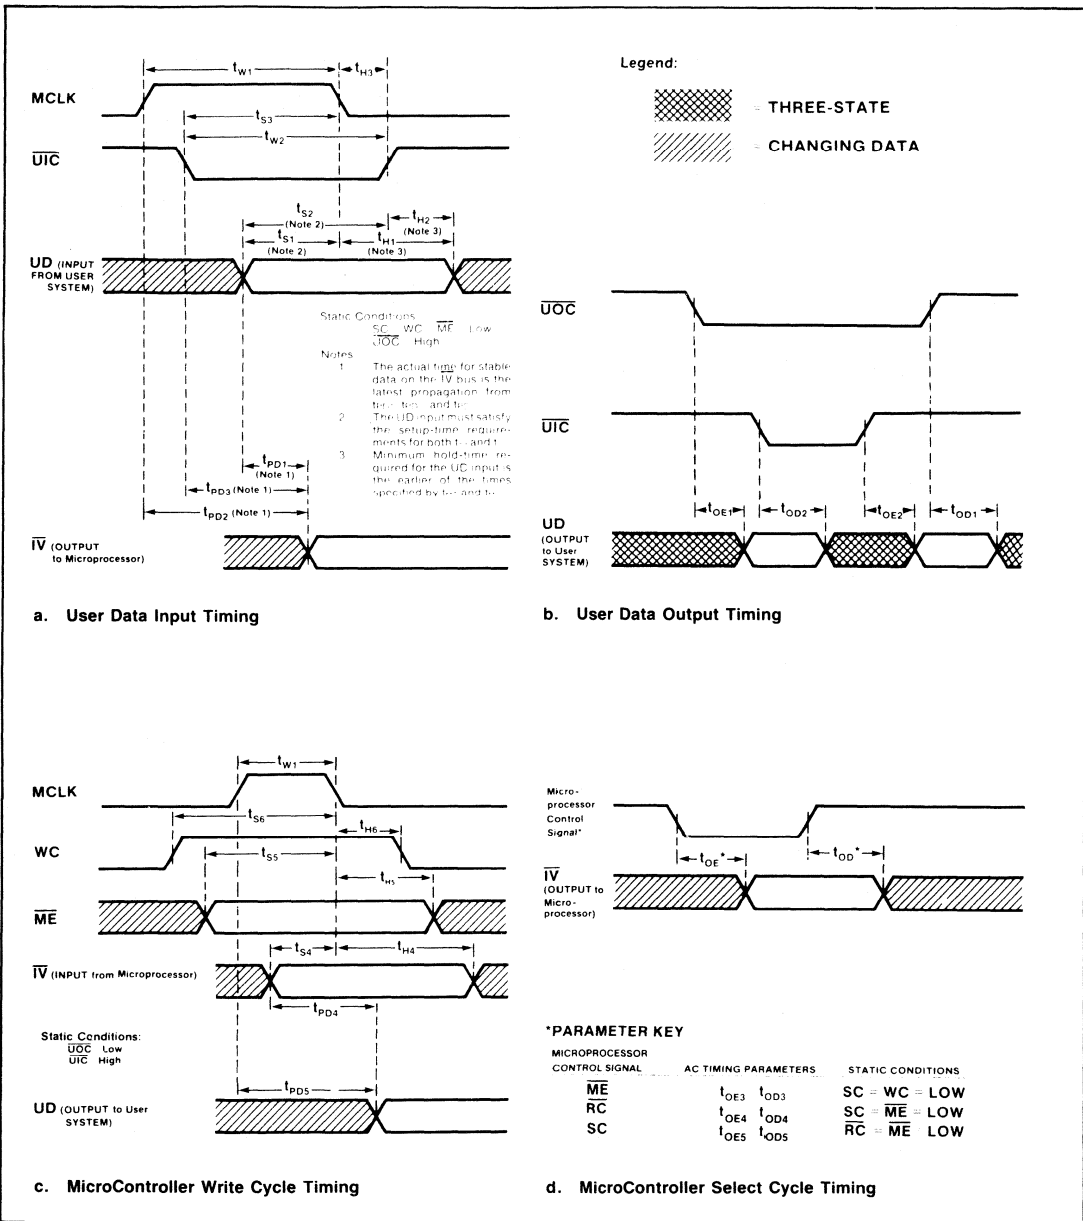 tW1
tH3
MCLK
tS3
tW2
UIC
tS2
(Note 2)
tH2
(Note 3)
tS1
(Note 2)
tH1
(Note 3)
UD (INPUT
FROM USER
SYSTEM)
Static Conditions
SC WC ME Low
UOC High
Notes
1 The actual time for stable
data on the IV bus is the
latest propagation from
and
2 The UD input must satisfy
the setup-time require-
ments for both and
3 Minimum hold-time re-
quired for the UC input is
the earlier of the times
specified by and
tPD1
(Note 1)
tPD3 (Note 1)
tPD2 (Note 1)
IV (OUTPUT
to Microprocessor)
a. User Data Input Timing
Legend:
= THREE-STATE
= CHANGING DATA
UOC
UIC
tOE1
tOD2
tOE2
tOD1
UD
(OUTPUT
to User
SYSTEM)
b. User Data Output Timing
tW1
MCLK
tS6
tH6
WC
tS5
tH5
ME
tS4
tH4
IV (INPUT from Microprocessor)
tPD4
Static Conditions:
UOC Low
UIC High
tPD5
UD (OUTPUT to User
SYSTEM)
c. MicroController Write Cycle Timing
Micro-
processor
Control
Signal*
tOE*
tOD*
IV
(OUTPUT to
Micro-
processor)
*PARAMETER KEY
MICROPROCESSOR
CONTROL SIGNAL AC TIMING PARAMETERS STATIC CONDITIONS
ME tOE3 tOD3 SC = WC = LOW
RC tOE4 tOD4 SC = ME = LOW
SC tOE5 tOD5 RC = ME LOW
d. MicroController Select Cycle Timing